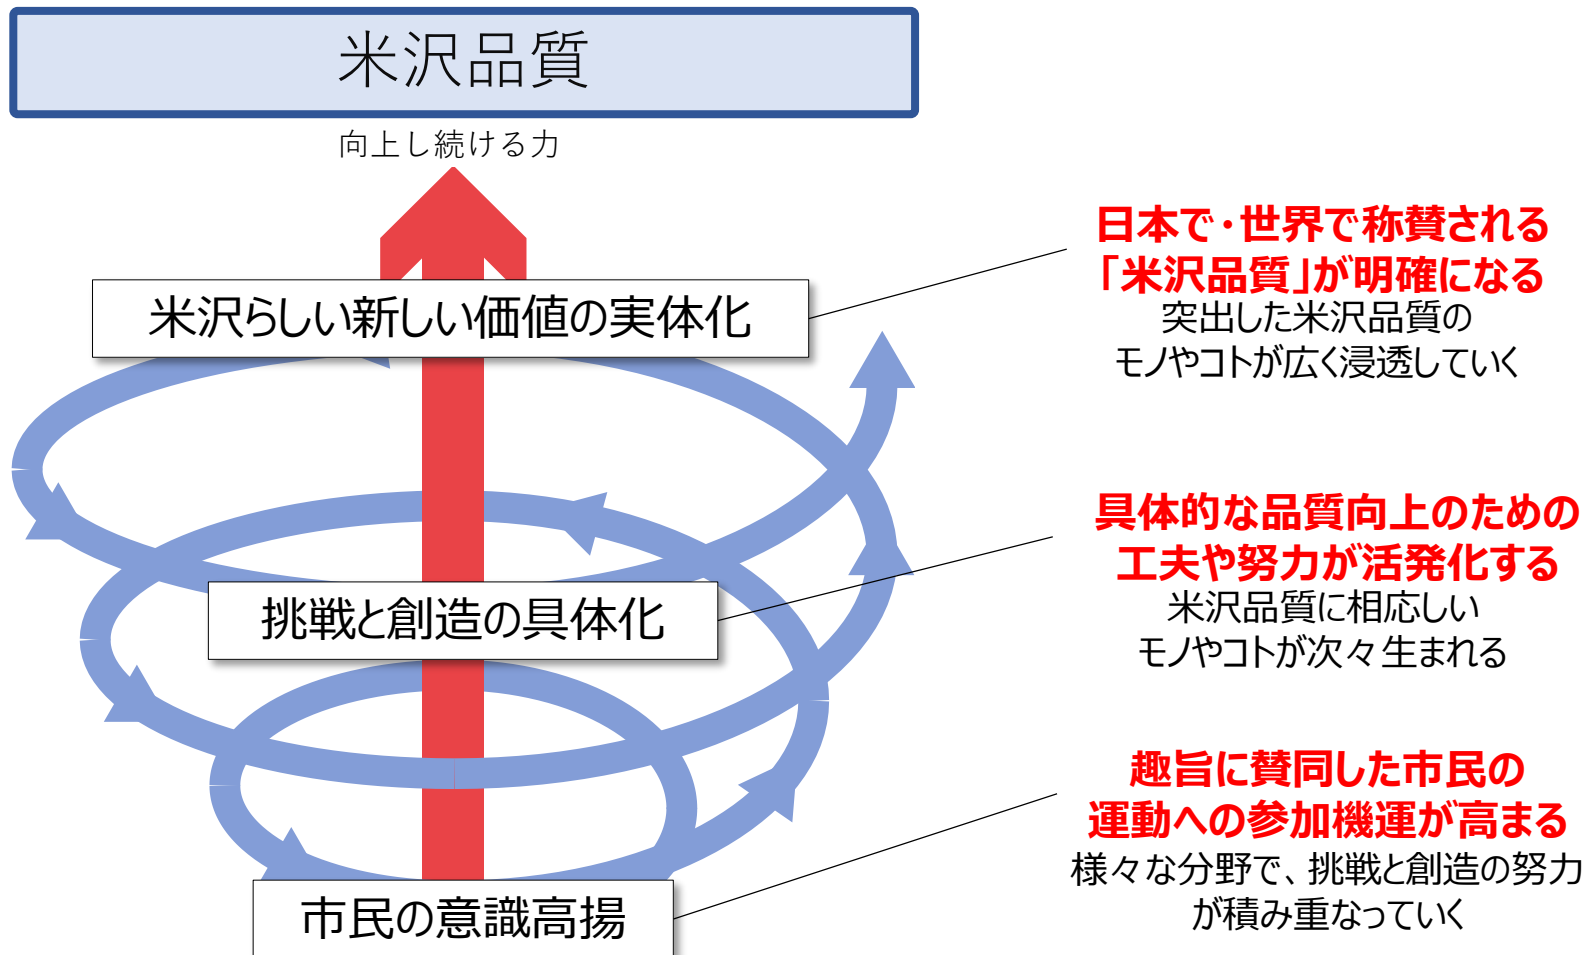 米沢品質
向上し続ける力
米沢らしい新しい価値の実体化
日本で・世界で称賛される
「米沢品質」が明確になる
突出した米沢品質の
モノやコトが広く浸透していく
挑戦と創造の具体化
具体的な品質向上のための
工夫や努力が活発化する
米沢品質に相応しい
モノやコトが次々生まれる
市民の意識高揚
趣旨に賛同した市民の
運動への参加機運が高まる
様々な分野で、挑戦と創造の努力
が積み重なっていく